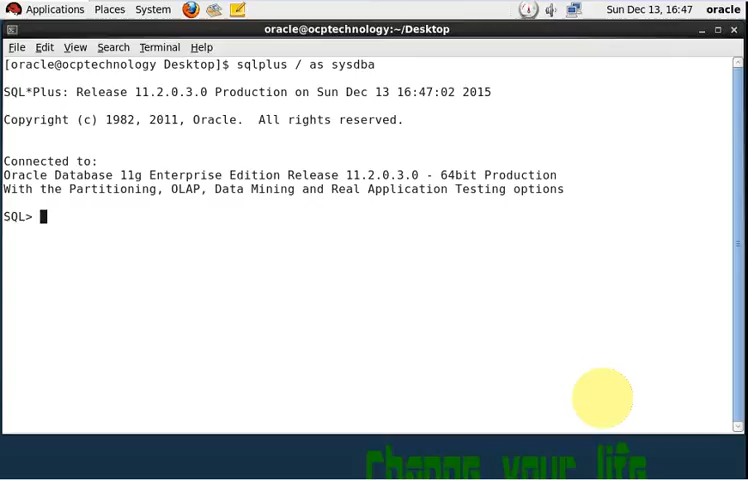 Applications Places System Sun Dec 13, 16:47 oracle
oracle@ocptechnology:~/Desktop
File Edit View Search Terminal Help
[oracle@ocptechnology Desktop]$ sqlplus / as sysdba
SQL*Plus: Release 11.2.0.3.0 Production on Sun Dec 13 16:47:02 2015
Copyright (c) 1982, 2011, Oracle.  All rights reserved.
Connected to:
Oracle Database 11g Enterprise Edition Release 11.2.0.3.0 - 64bit Production
With the Partitioning, OLAP, Data Mining and Real Application Testing options
SQL>
Change your life